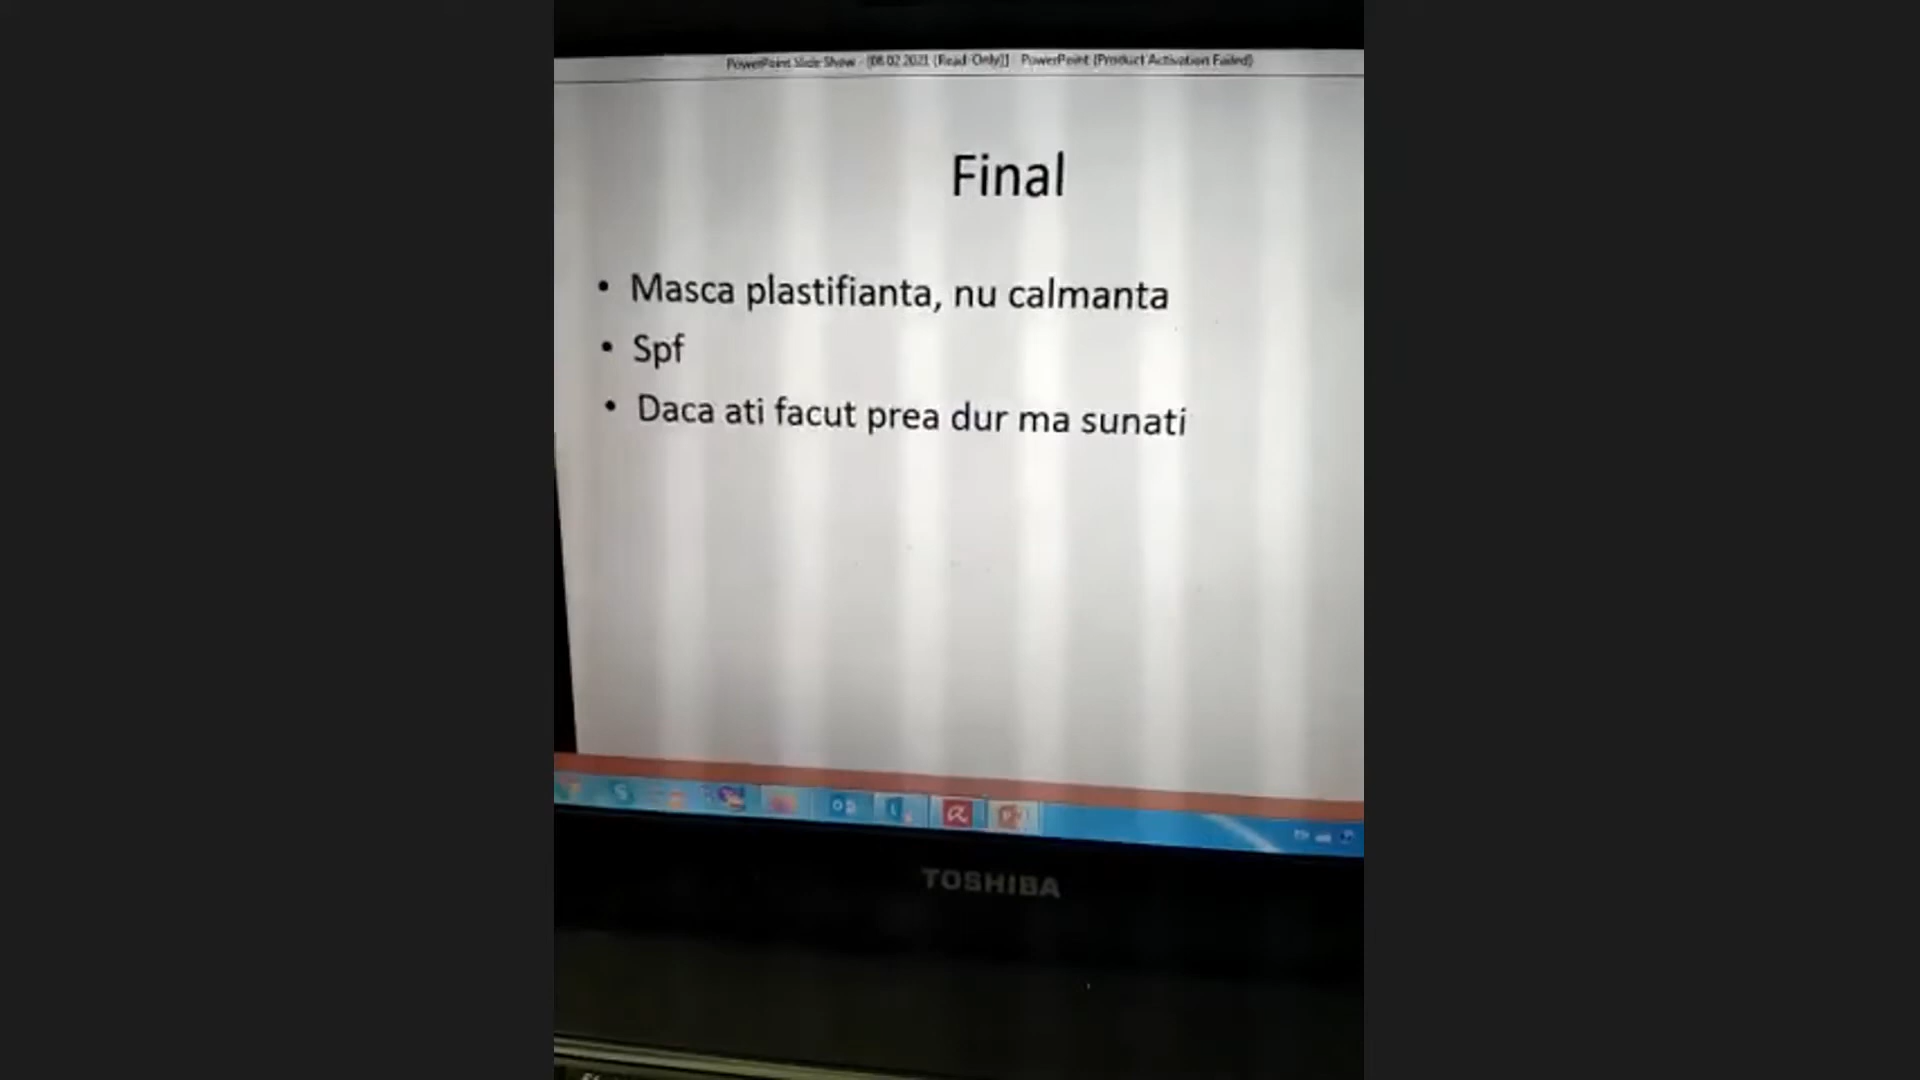 PowerPoint Slide Show - [08.02.2021 [Read-Only]] - PowerPoint (Product Activation Failed)
Final
• Masca plastifianta, nu calmanta
• Spf
• Daca ati facut prea dur ma sunati
TOSHIBA